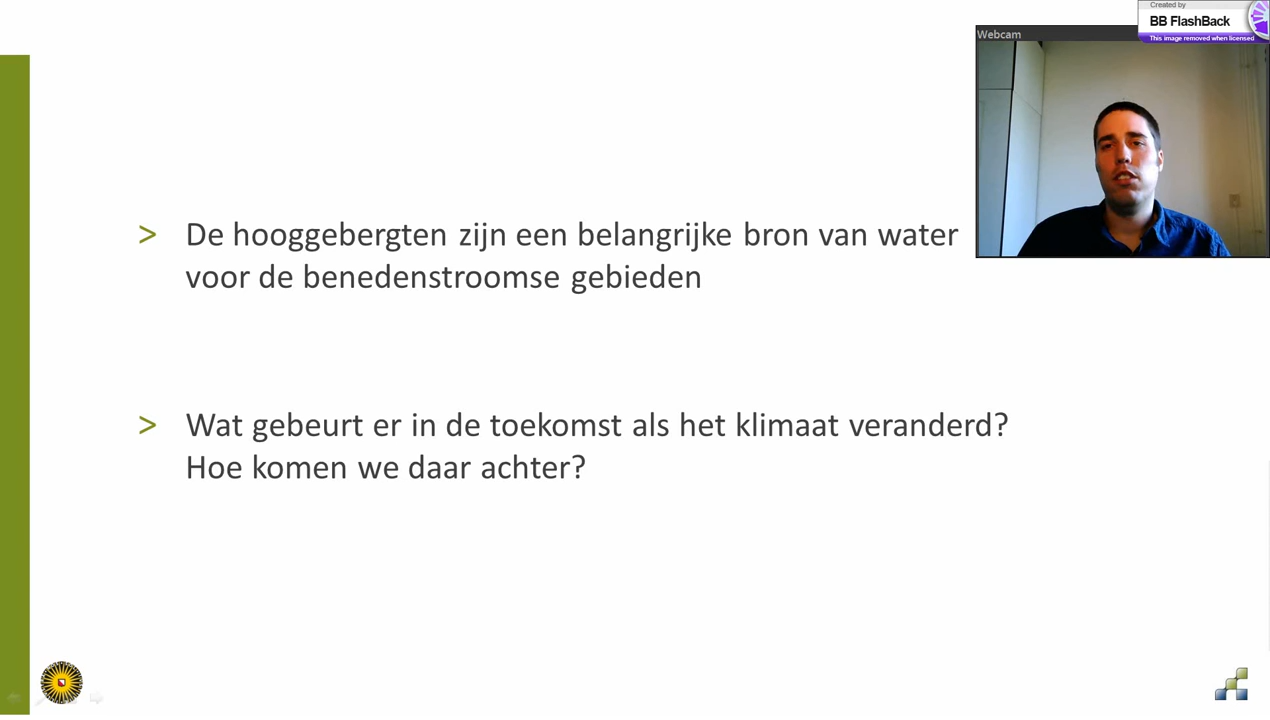 Created by
BB FlashBack
This image removed when licensed
Webcam
> De hooggebergten zijn een belangrijke bron van water
voor de benedenstroomse gebieden
> Wat gebeurt er in de toekomst als het klimaat veranderd?
Hoe komen we daar achter?